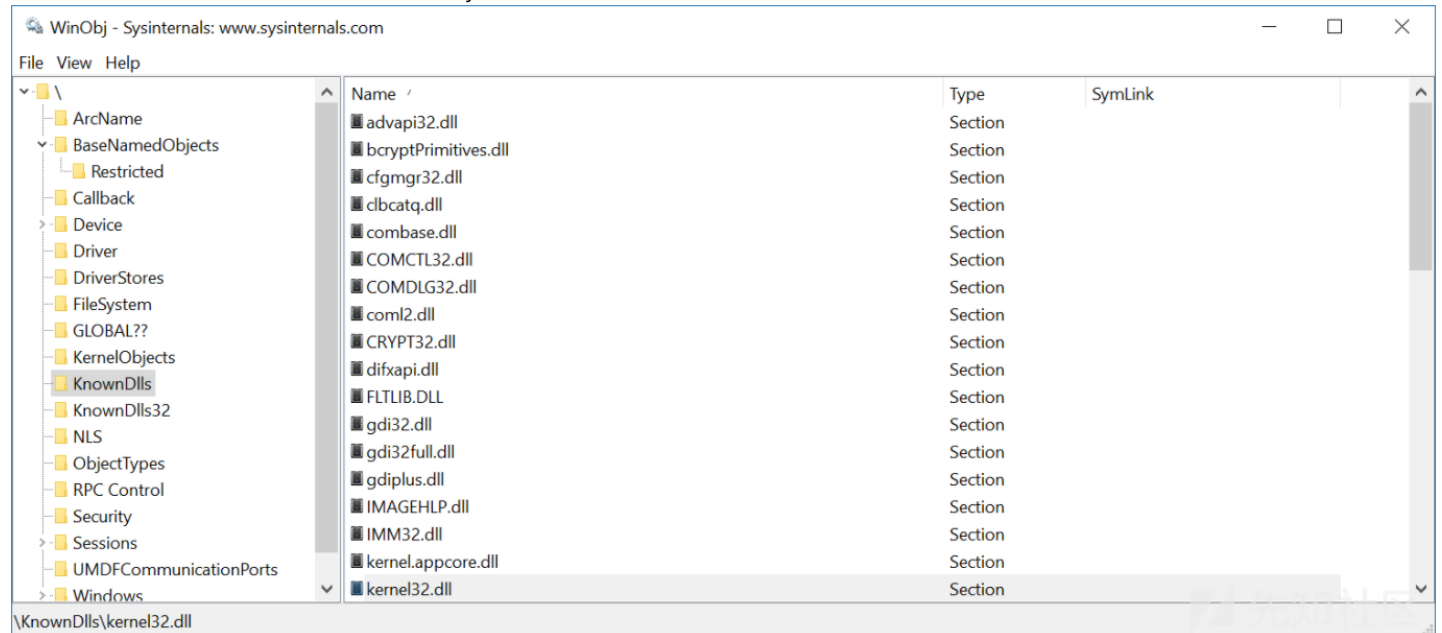 WinObj - Sysinternals: www.sysinternals.com
File View Help
\
ArcName
BaseNamedObjects
Restricted
Callback
Device
Driver
DriverStores
FileSystem
GLOBAL??
KernelObjects
KnownDlls
KnownDlls32
NLS
ObjectTypes
RPC Control
Security
Sessions
UMDFCommunicationPorts
Windows
Name Type SymLink
advapi32.dll Section
bcryptPrimitives.dll Section
cfgmgr32.dll Section
clbcatq.dll Section
combase.dll Section
COMCTL32.dll Section
COMDLG32.dll Section
coml2.dll Section
CRYPT32.dll Section
difxapi.dll Section
FLTLIB.DLL Section
gdi32.dll Section
gdi32full.dll Section
gdiplus.dll Section
IMAGEHLP.dll Section
IMM32.dll Section
kernel.appcore.dll Section
kernel32.dll Section
\KnownDlls\kernel32.dll
先知社区